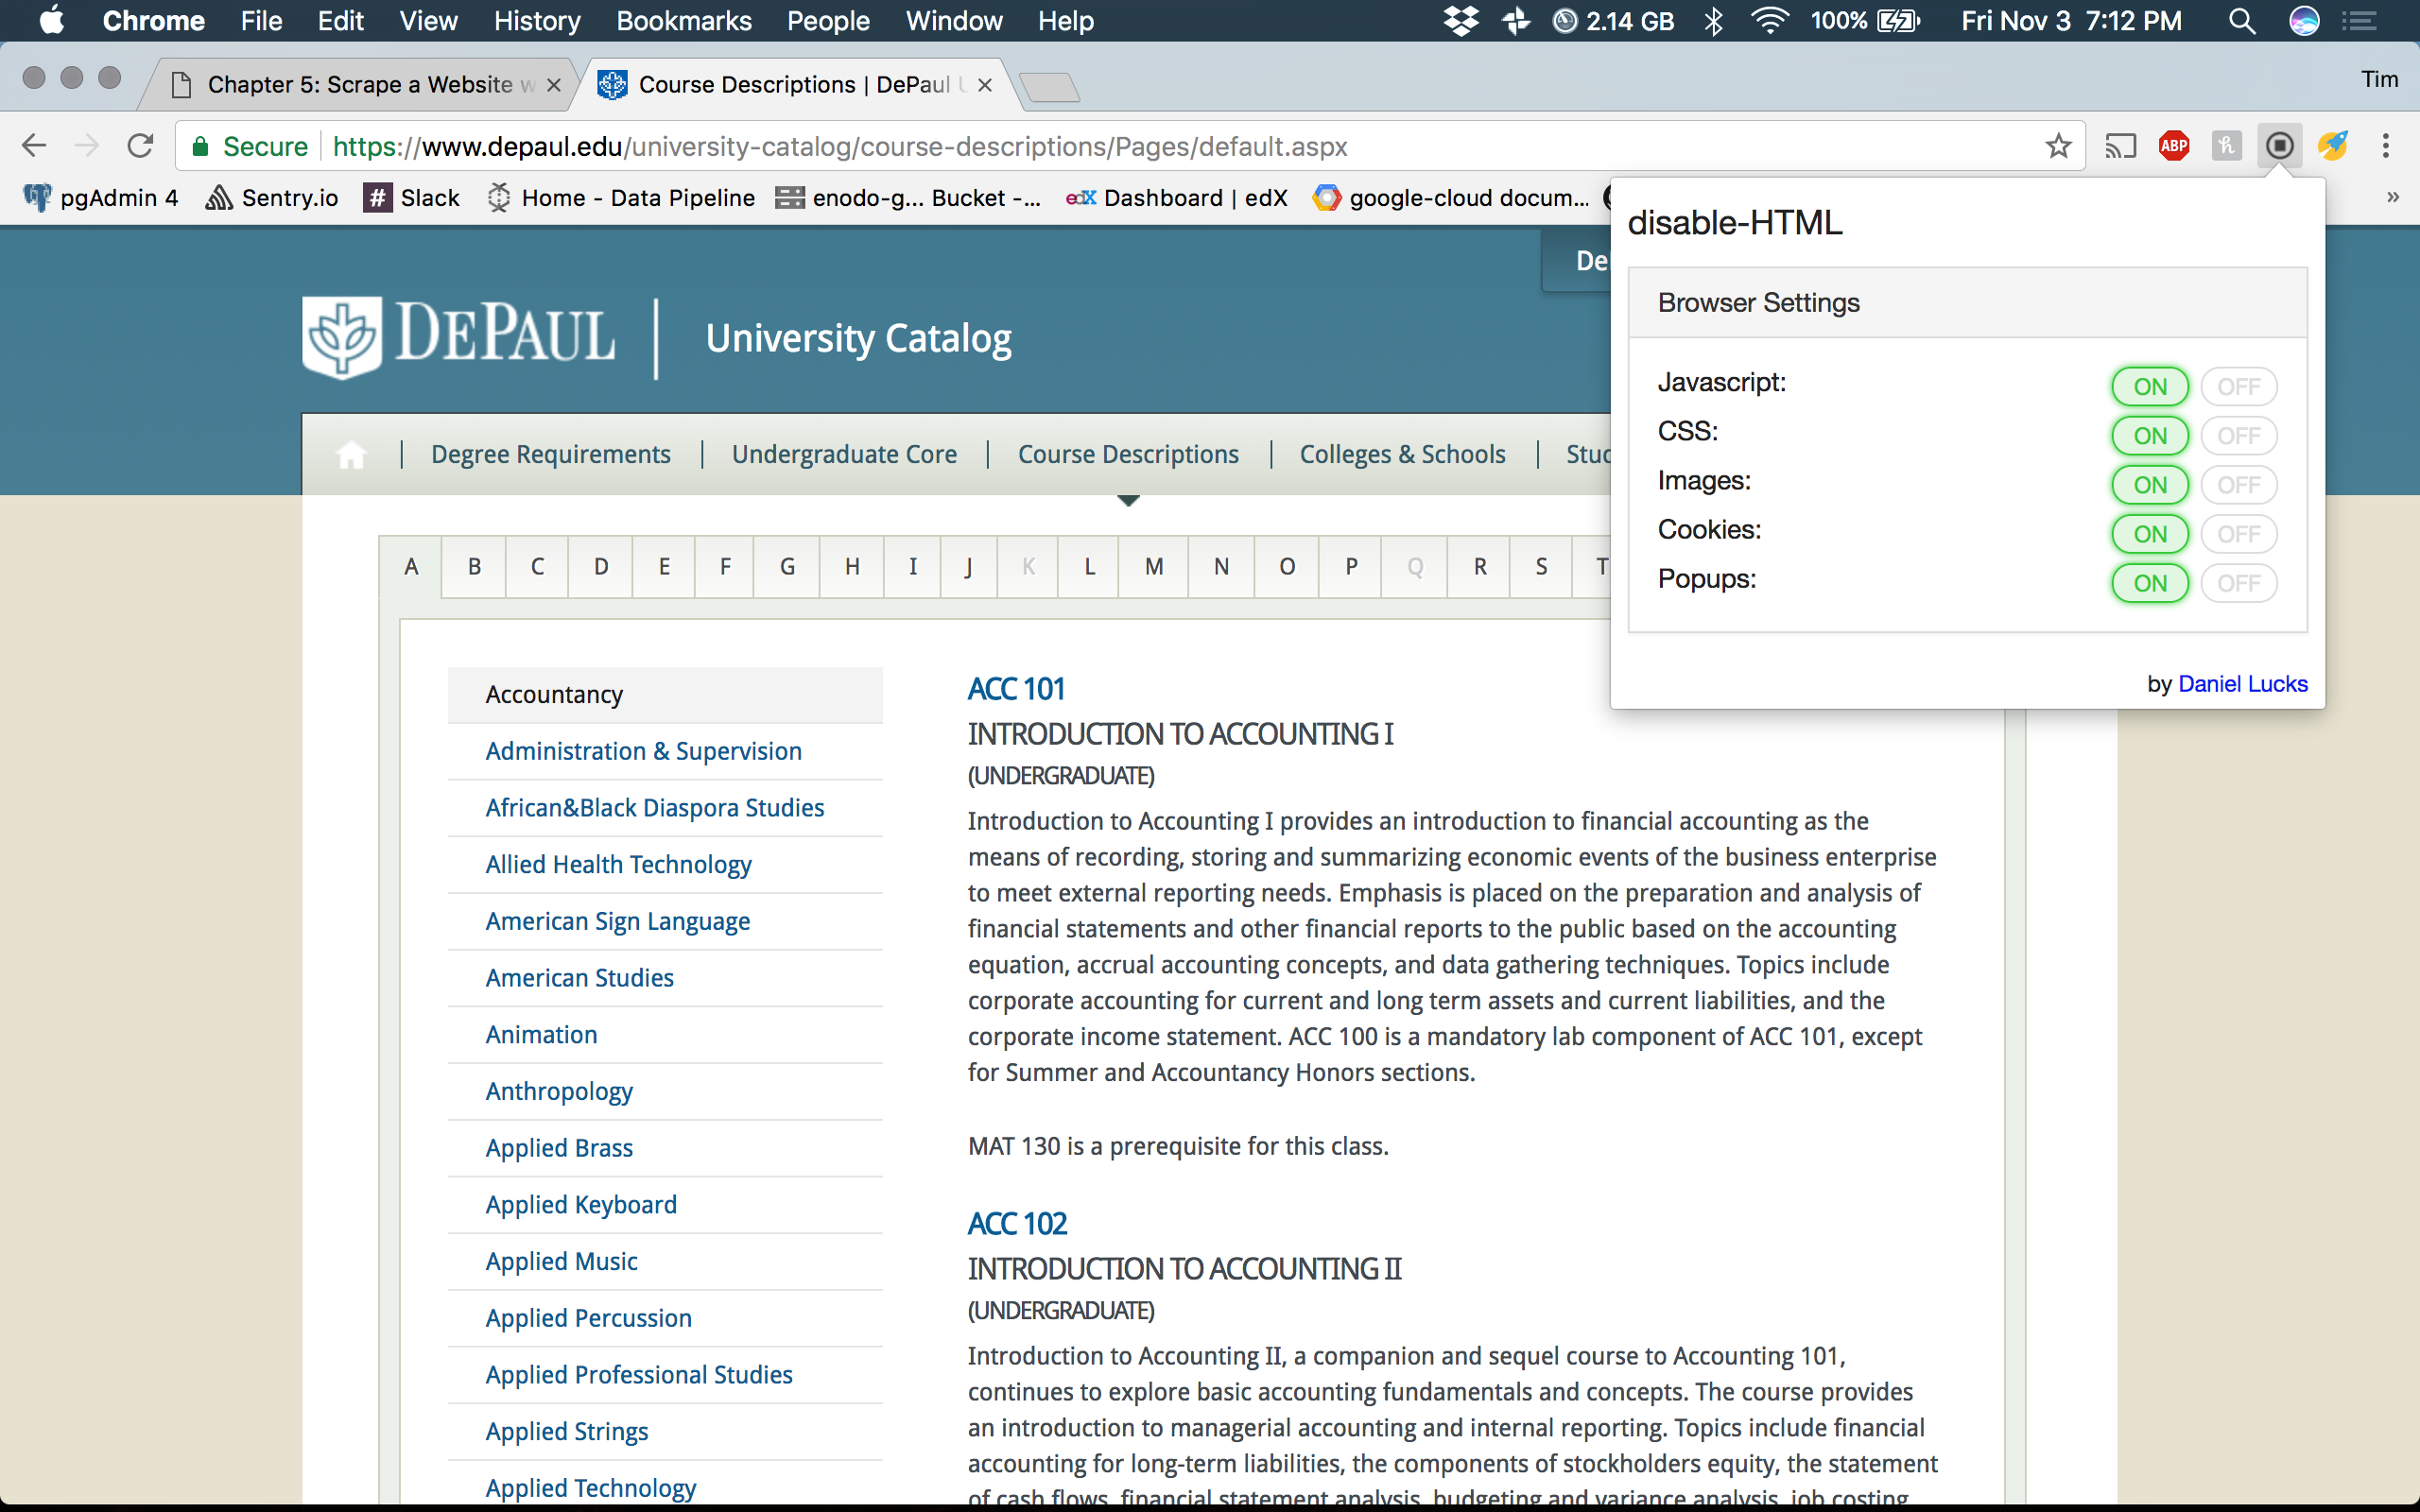 Chrome File Edit View History Bookmarks People Window Help 2.14 GB 100% Fri Nov 3 7:12 PM
Chapter 5: Scrape a Website w Course Descriptions | DePaul U Tim
Secure https://www.depaul.edu/university-catalog/course-descriptions/Pages/default.aspx ABP h
pgAdmin 4 Sentry.io # Slack Home - Data Pipeline enodo-g... Bucket -... edX Dashboard | edX google-cloud docum... »
disable-HTML
Browser Settings
Javascript: ON OFF
CSS: ON OFF
Images: ON OFF
Cookies: ON OFF
Popups: ON OFF
by Daniel Lucks
DEPAUL University Catalog
Degree Requirements | Undergraduate Core | Course Descriptions | Colleges & Schools |
A B C D E F G H I J K L M N O P Q R S T
Accountancy
Administration & Supervision
African&Black Diaspora Studies
Allied Health Technology
American Sign Language
American Studies
Animation
Anthropology
Applied Brass
Applied Keyboard
Applied Music
Applied Percussion
Applied Professional Studies
Applied Strings
Applied Technology
ACC 101
INTRODUCTION TO ACCOUNTING I
(UNDERGRADUATE)
Introduction to Accounting I provides an introduction to financial accounting as the
means of recording, storing and summarizing economic events of the business enterprise
to meet external reporting needs. Emphasis is placed on the preparation and analysis of
financial statements and other financial reports to the public based on the accounting
equation, accrual accounting concepts, and data gathering techniques. Topics include
corporate accounting for current and long term assets and current liabilities, and the
corporate income statement. ACC 100 is a mandatory lab component of ACC 101, except
for Summer and Accountancy Honors sections.
MAT 130 is a prerequisite for this class.
ACC 102
INTRODUCTION TO ACCOUNTING II
(UNDERGRADUATE)
Introduction to Accounting II, a companion and sequel course to Accounting 101,
continues to explore basic accounting fundamentals and concepts. The course provides
an introduction to managerial accounting and internal reporting. Topics include financial
accounting for long-term liabilities, the components of stockholders equity, the statement
of cash flows, financial statement analysis, budgeting and variance analysis, job costing,